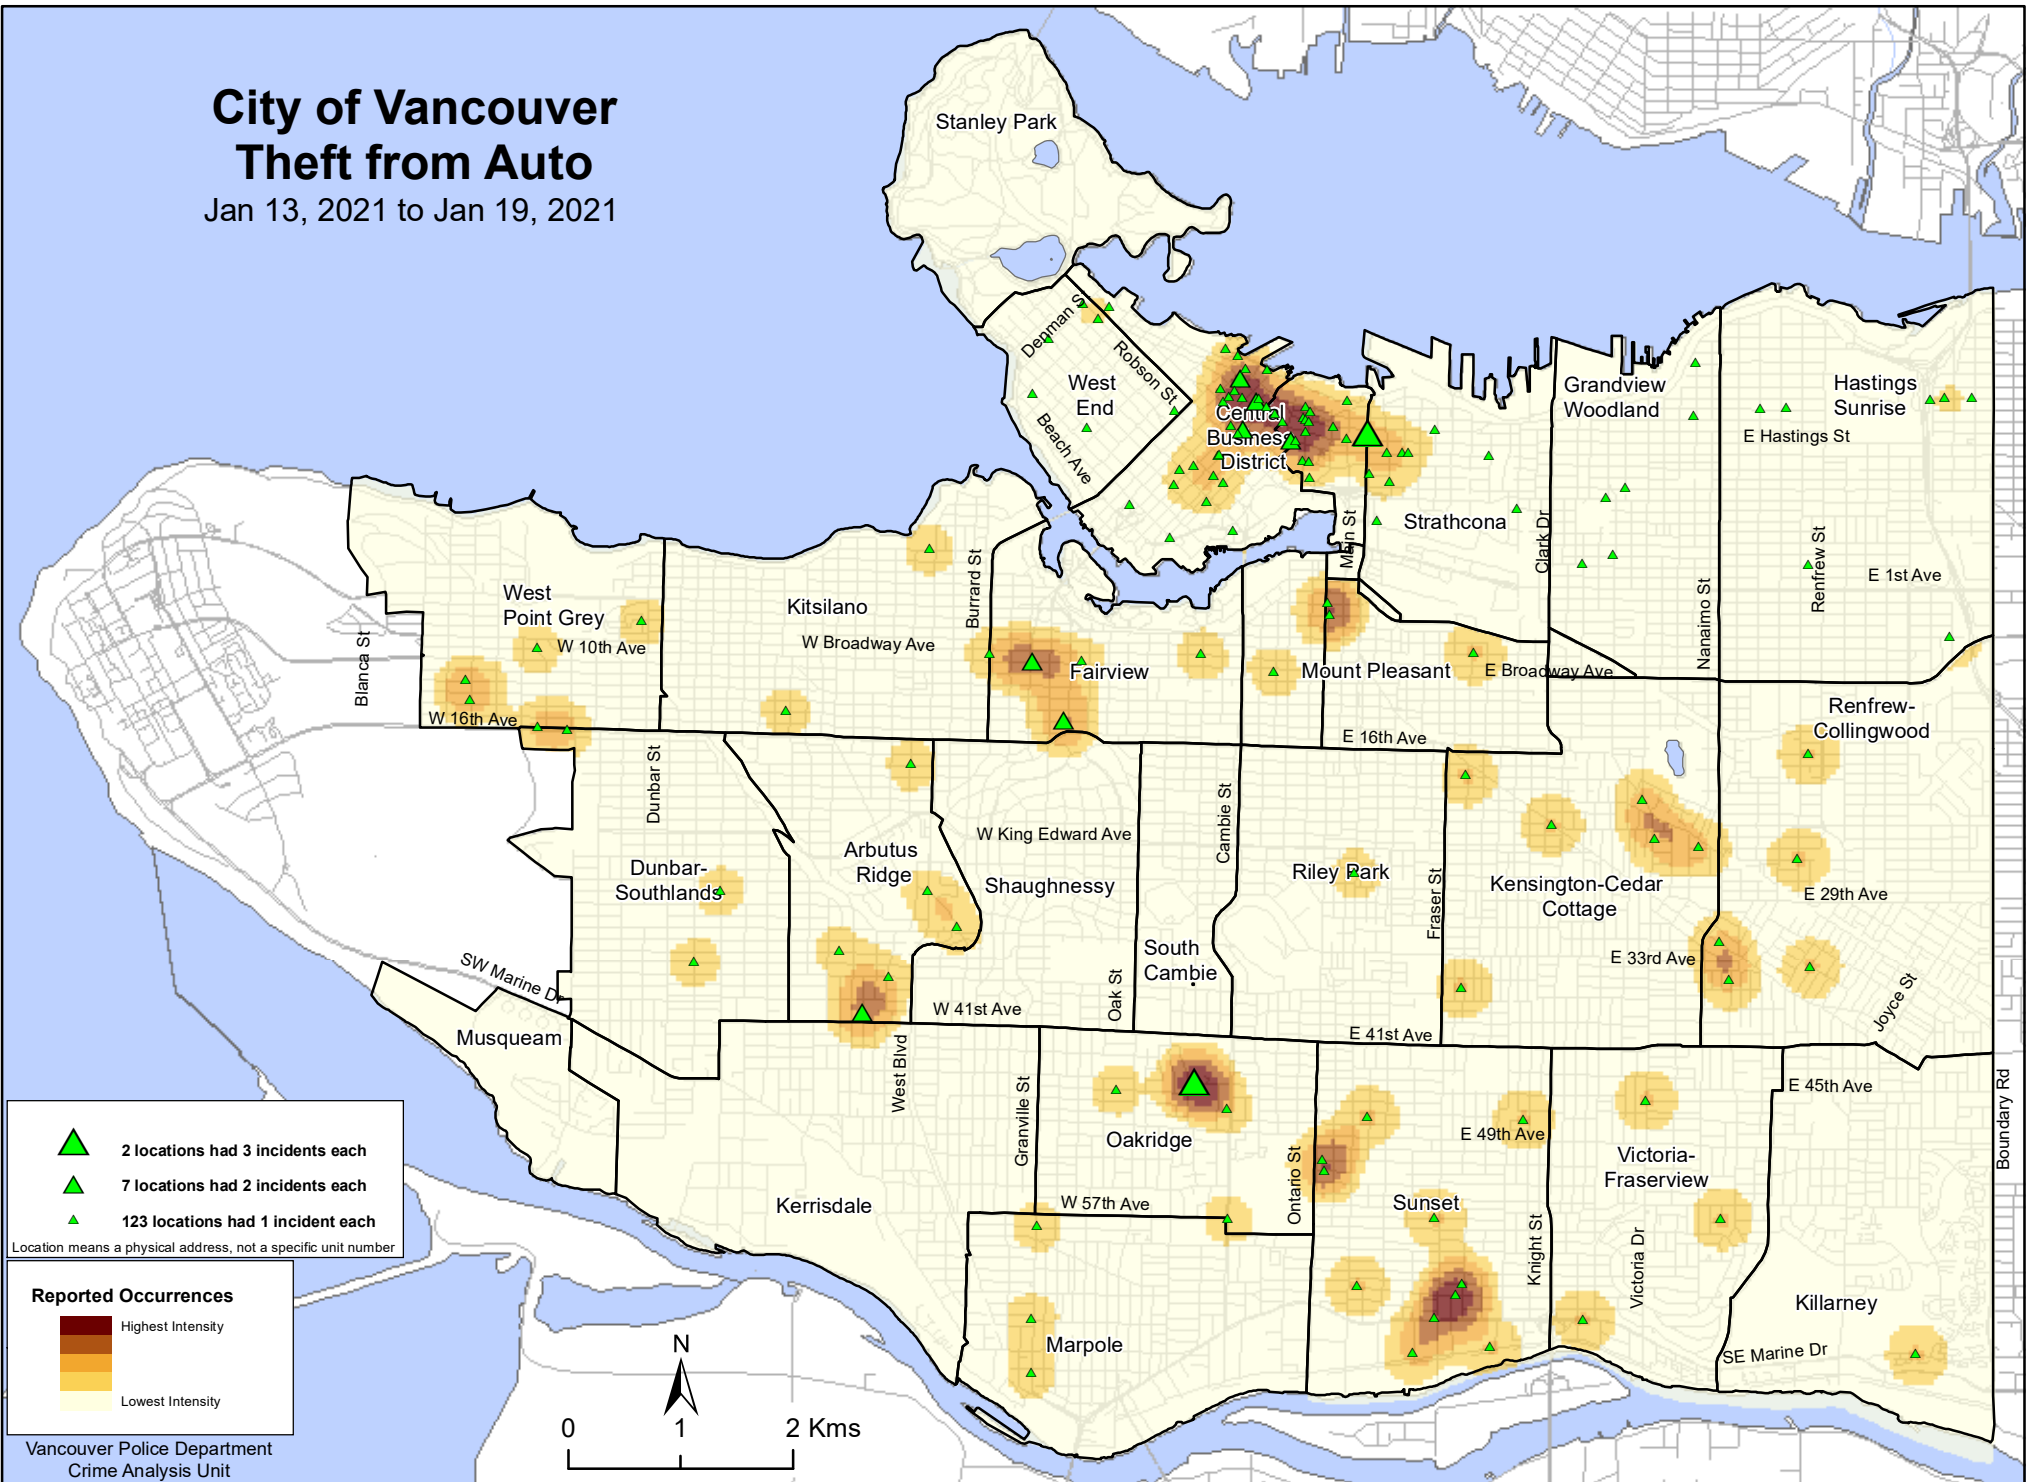 City of Vancouver
Theft from Auto
Jan 13, 2021 to Jan 19, 2021
Stanley Park
Denman S
Robson St
West
End
Beach Ave
Central
Business
District
Grandview
Woodland
Hastings
Sunrise
E Hastings St
Strathcona
Main St
Clark Dr
Nanaimo St
Renfrew St
E 1st Ave
West
Point Grey
W 10th Ave
Blanca St
W 16th Ave
Kitsilano
W Broadway Ave
Burrard St
Fairview
Mount Pleasant
E Broadway Ave
E 16th Ave
Renfrew-
Collingwood
Dunbar St
Dunbar-
Southlands
Arbutus
Ridge
W King Edward Ave
Shaughnessy
Cambie St
Riley Park
Fraser St
Kensington-Cedar
Cottage
E 29th Ave
E 33rd Ave
Joyce St
South
Cambie
Oak St
W 41st Ave
E 41st Ave
SW Marine Dr
Musqueam
West Blvd
Granville St
Oakridge
Ontario St
E 49th Ave
E 45th Ave
Boundary Rd
Victoria-
Fraserview
Kerrisdale
W 57th Ave
Sunset
Knight St
Victoria Dr
Killarney
SE Marine Dr
Marpole
2 locations had 3 incidents each
7 locations had 2 incidents each
123 locations had 1 incident each
Location means a physical address, not a specific unit number
Reported Occurrences
Highest Intensity
Lowest Intensity
Vancouver Police Department
Crime Analysis Unit
N
0 1 2 Kms